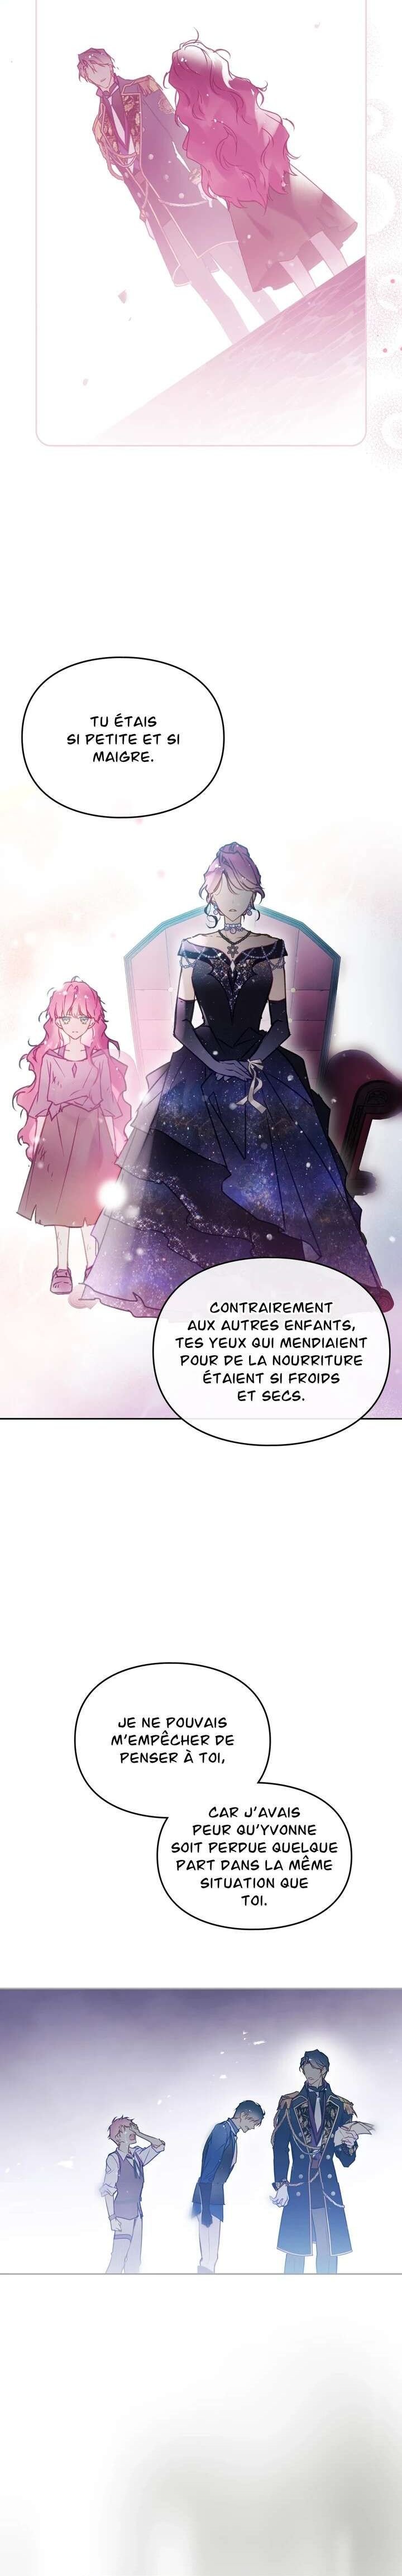 TU ÉTAIS
SI PETITE ET SI
MAIGRE.
CONTRAIREMENT
AUX AUTRES ENFANTS,
TES YEUX QUI MENDIAIENT
POUR DE LA NOURRITURE
ÉTAIENT SI FROIDS
ET SECS.
JE NE POUVAIS
M'EMPÊCHER DE
PENSER À TOI,
CAR J'AVAIS
PEUR QU'YVONNE
SOIT PERDUE QUELQUE
PART DANS LA MÊME
SITUATION QUE
TOI.